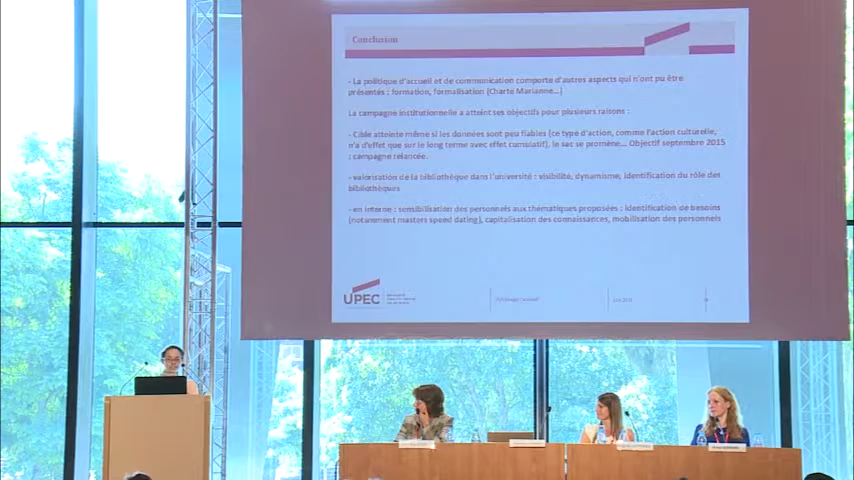 Conclusion
- La politique d'accueil et de communication comporte d'autres aspects qui n'ont pu être
présentés : formation, formalisation (Charte Marianne...)
La campagne institutionnelle a atteint ses objectifs pour plusieurs raisons :
- Cible atteinte même si les données sont peu fiables (ce type d'action, comme l'action culturelle,
n'a d'effet que sur le long terme avec effet cumulatif), le sac se promène... Objectif septembre 2015
: campagne relancée.
- valorisation de la bibliothèque dans l'université : visibilité, dynamisme, identification du rôle des
bibliothèques
- en interne : sensibilisation des personnels aux thématiques proposées : identification de besoins
(notamment masters speed dating), capitalisation des connaissances, mobilisation des personnels
UPEC